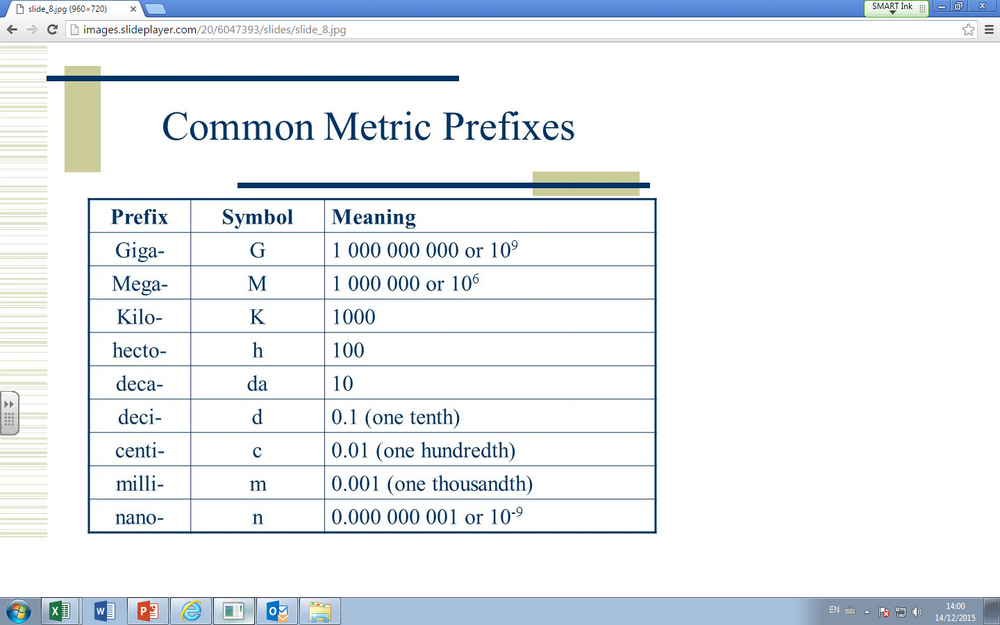 slide_8.jpg (960×720)
SMART Ink
images.slideplayer.com/20/6047393/slides/slide_8.jpg
Common Metric Prefixes
Prefix Symbol Meaning
Giga- G 1 000 000 000 or 10⁹
Mega- M 1 000 000 or 10⁶
Kilo- K 1000
hecto- h 100
deca- da 10
deci- d 0.1 (one tenth)
centi- c 0.01 (one hundredth)
milli- m 0.001 (one thousandth)
nano- n 0.000 000 001 or 10⁻⁹
EN
14:00
14/12/2015